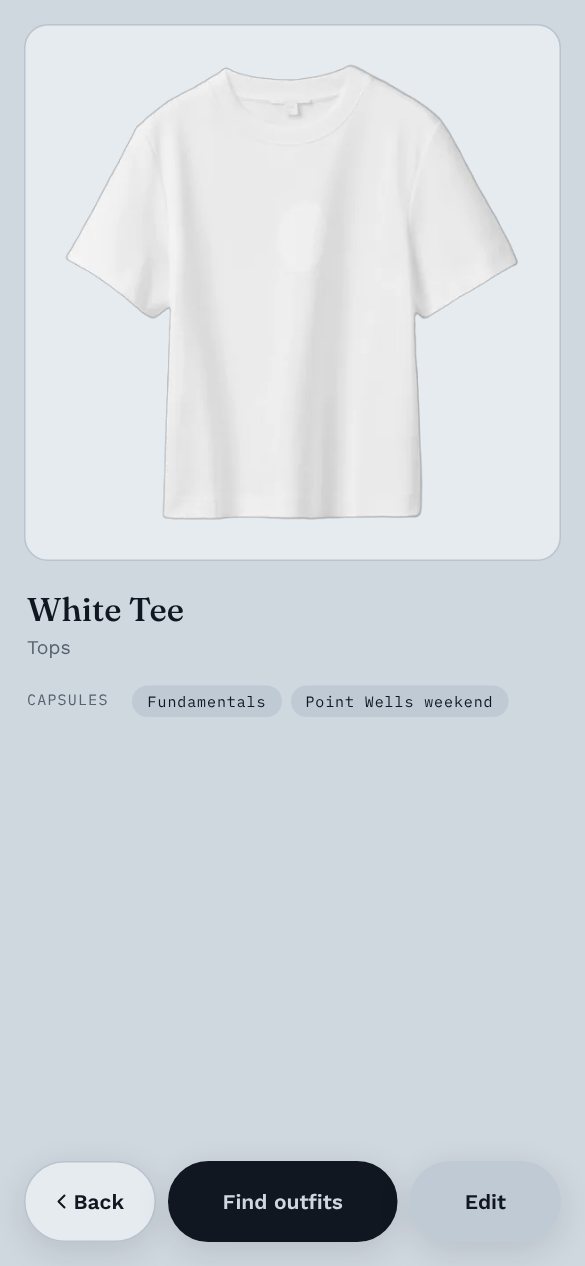 White Tee
Tops
CAPSULES Fundamentals Point Wells weekend
Back Find outfits Edit